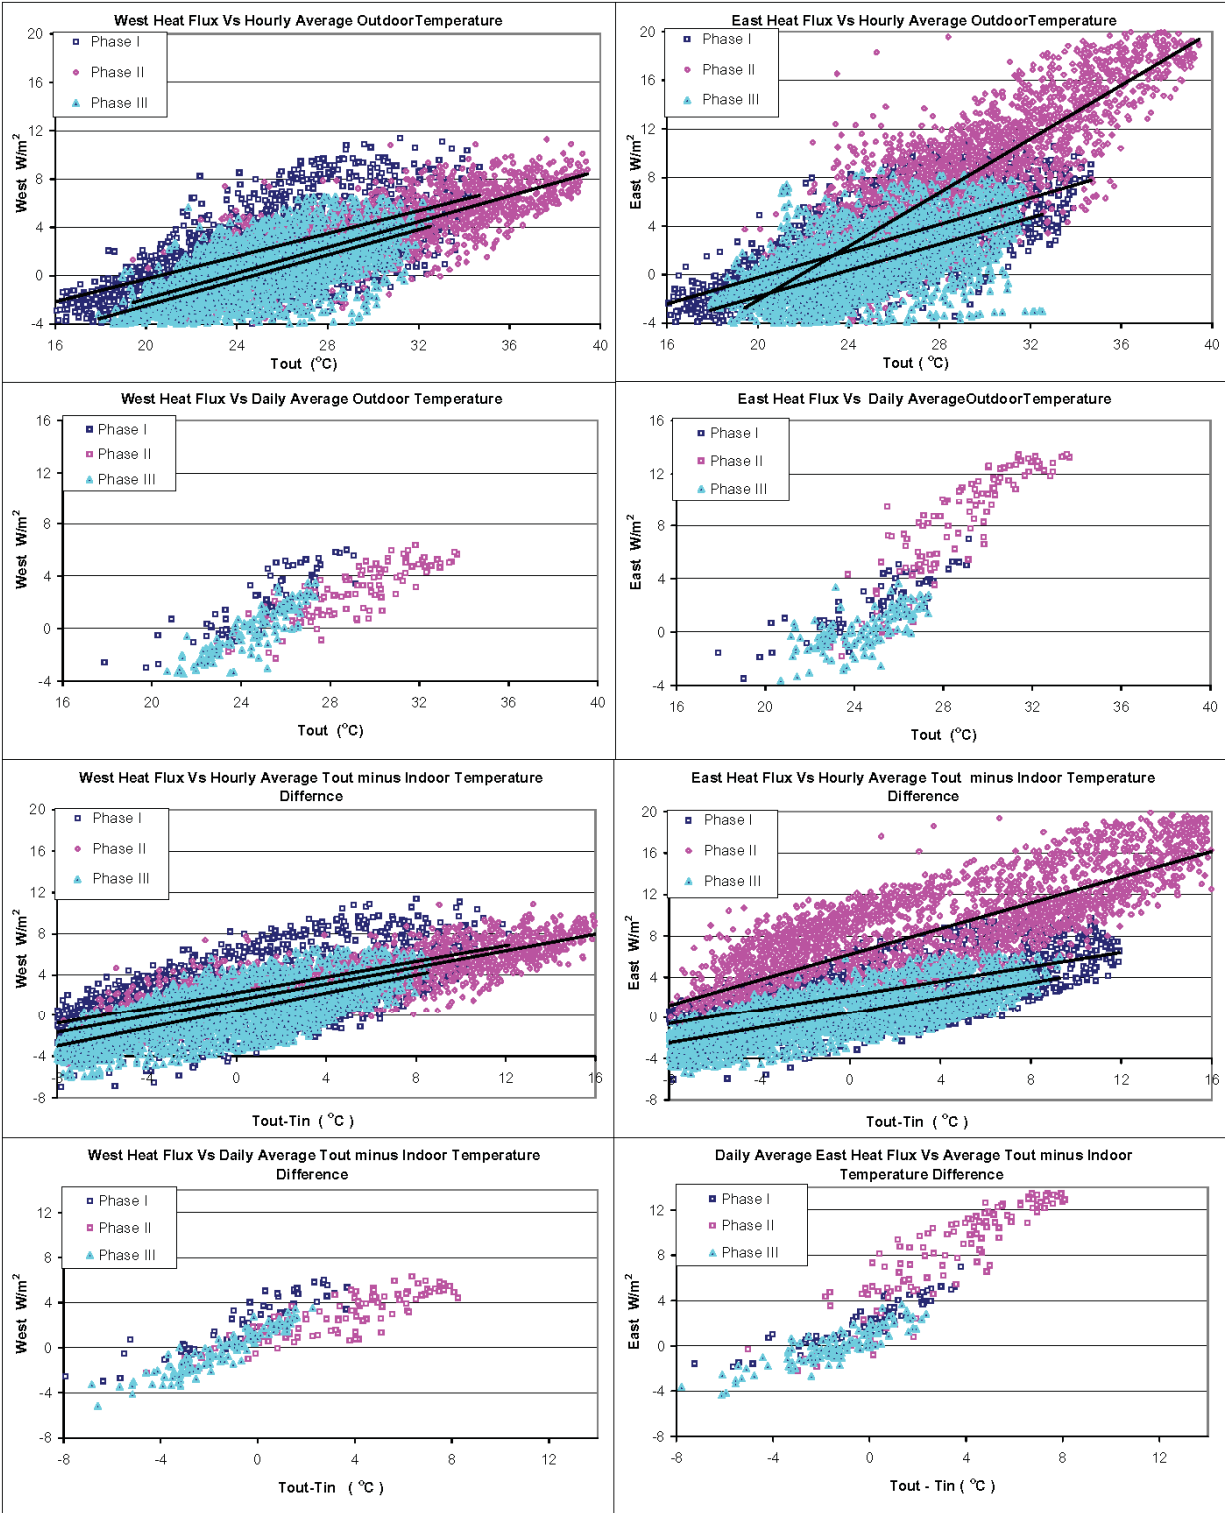 West Heat Flux Vs Hourly Average OutdoorTemperature
20
16
12
8
4
0
-4
West W/m²
Phase I
Phase II
Phase III
16 20 24 28 32 36 40
Tout (°C)
East Heat Flux Vs Hourly Average OutdoorTemperature
20
16
12
8
4
0
-4
East W/m²
Phase I
Phase II
Phase III
16 20 24 28 32 36 40
Tout (°C)
West Heat Flux Vs Daily Average Outdoor Temperature
16
12
8
4
0
-4
West W/m²
Phase I
Phase II
Phase III
16 20 24 28 32 36 40
Tout (°C)
East Heat Flux Vs Daily AverageOutdoorTemperature
16
12
8
4
0
-4
East W/m²
Phase I
Phase II
Phase III
16 20 24 28 32 36 40
Tout (°C)
West Heat Flux Vs Hourly Average Tout minus Indoor Temperature
Differnce
20
16
12
8
4
0
-4
-8
West W/m²
Phase I
Phase II
Phase III
-8 -4 0 4 8 12 16
Tout-Tin (°C)
East Heat Flux Vs Hourly Average Tout minus Indoor Temperature
Difference
20
16
12
8
4
0
-4
-8
East W/m²
Phase I
Phase II
Phase III
-8 -4 0 4 8 12 16
Tout-Tin (°C)
West Heat Flux Vs Daily Average Tout minus Indoor Temperature
Difference
12
8
4
0
-4
-8
West W/m²
Phase I
Phase II
Phase III
-8 -4 0 4 8 12
Tout-Tin (°C)
Daily Average East Heat Flux Vs Average Tout minus Indoor
Temperature Difference
12
8
4
0
-4
-8
East W/m²
Phase I
Phase II
Phase III
-8 -4 0 4 8 12
Tout - Tin (°C)